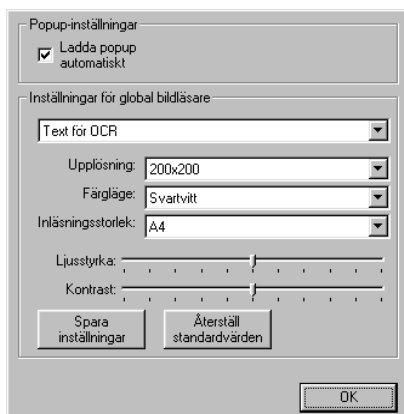 Popup-inställningar
Ladda popup
automatiskt
Inställningar för global bildläsare
Text för OCR
Upplösning: 200x200
Färgläge: Svartvitt
Inläsningsstorlek: A4
Ljusstyrka:
Kontrast:
Spara
inställningar
Återställ
standardvärden
OK